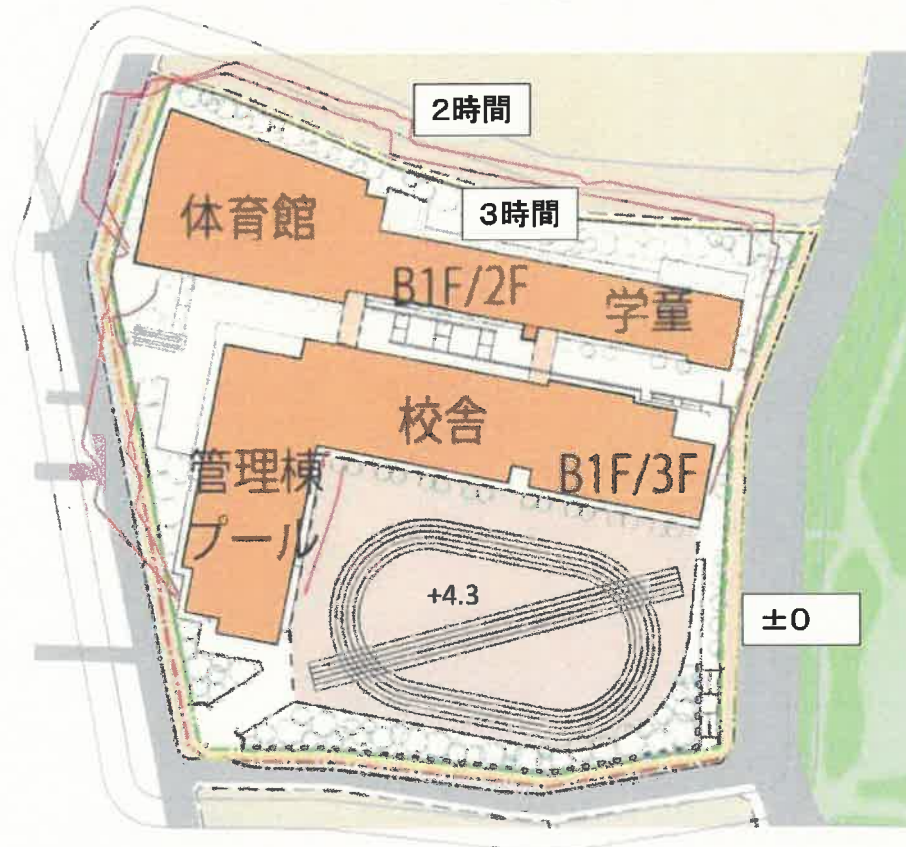 2時間
3時間
体育館
B1F/2F
学童
校舎
B1F/3F
管理棟
プール
+4.3
±0